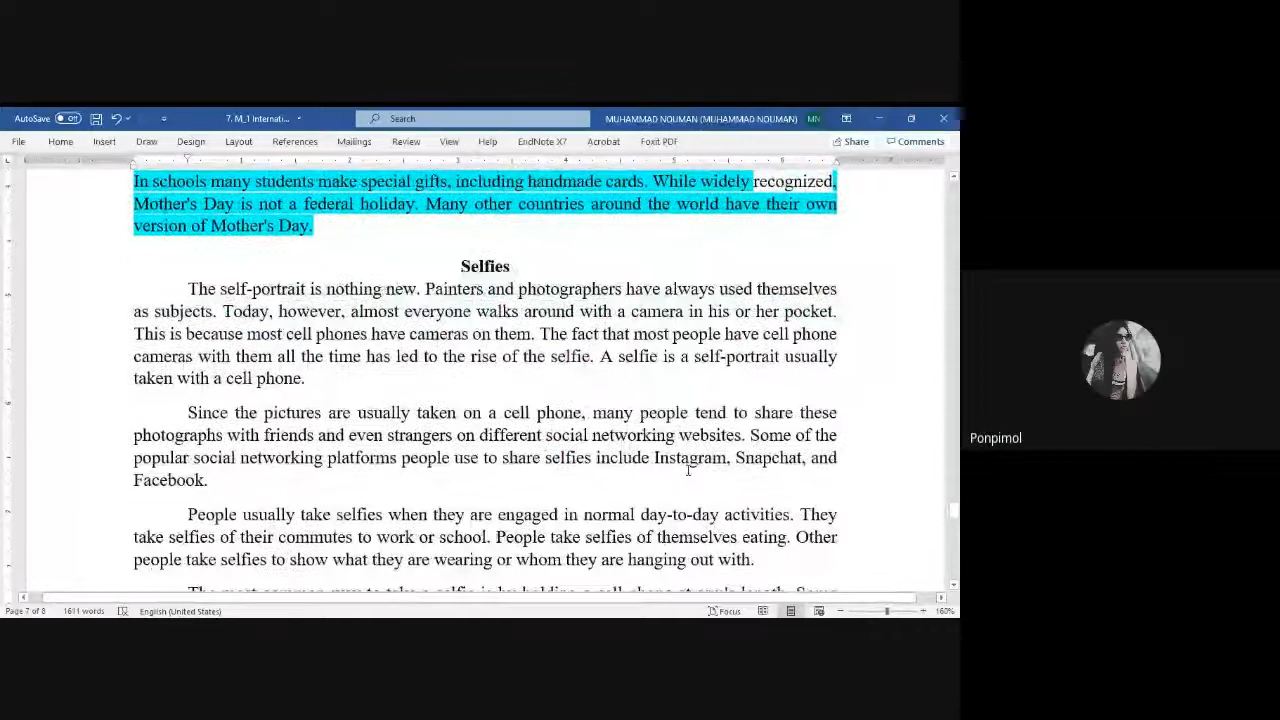 AutoSave Off 7. M_1 Internati... Search MUHAMMAD NOUMAN (MUHAMMAD NOUMAN) MN
File Home Insert Draw Design Layout References Mailings Review View Help EndNote X7 Acrobat Foxit PDF Share Comments
In schools many students make special gifts, including handmade cards. While widely recognized,
Mother's Day is not a federal holiday. Many other countries around the world have their own
version of Mother's Day.
Selfies
The self-portrait is nothing new. Painters and photographers have always used themselves
as subjects. Today, however, almost everyone walks around with a camera in his or her pocket.
This is because most cell phones have cameras on them. The fact that most people have cell phone
cameras with them all the time has led to the rise of the selfie. A selfie is a self-portrait usually
taken with a cell phone.
Since the pictures are usually taken on a cell phone, many people tend to share these
photographs with friends and even strangers on different social networking websites. Some of the
popular social networking platforms people use to share selfies include Instagram, Snapchat, and
Facebook.
People usually take selfies when they are engaged in normal day-to-day activities. They
take selfies of their commutes to work or school. People take selfies of themselves eating. Other
people take selfies to show what they are wearing or whom they are hanging out with.
Page 7 of 8 1611 words English (United States) Focus 160%
Ponpimol